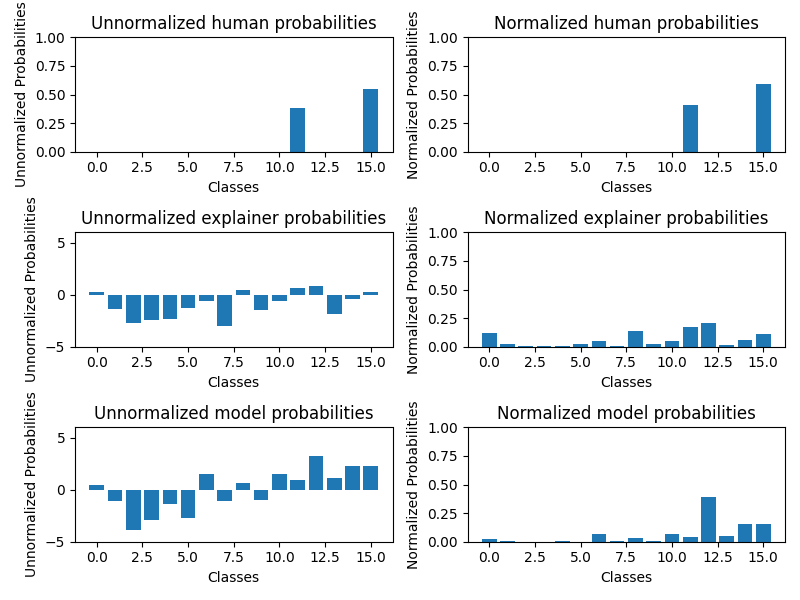 Unnormalized human probabilities
Unnormalized Probabilities
1.00
0.75
0.50
0.25
0.00
0.0 2.5 5.0 7.5 10.0 12.5 15.0
Classes
Normalized human probabilities
Normalized Probabilities
1.00
0.75
0.50
0.25
0.00
0.0 2.5 5.0 7.5 10.0 12.5 15.0
Classes
Unnormalized explainer probabilities
Unnormalized Probabilities
5
0
−5
0.0 2.5 5.0 7.5 10.0 12.5 15.0
Classes
Normalized explainer probabilities
Normalized Probabilities
1.00
0.75
0.50
0.25
0.00
0.0 2.5 5.0 7.5 10.0 12.5 15.0
Classes
Unnormalized model probabilities
Unnormalized Probabilities
5
0
−5
0.0 2.5 5.0 7.5 10.0 12.5 15.0
Classes
Normalized model probabilities
Normalized Probabilities
1.00
0.75
0.50
0.25
0.00
0.0 2.5 5.0 7.5 10.0 12.5 15.0
Classes